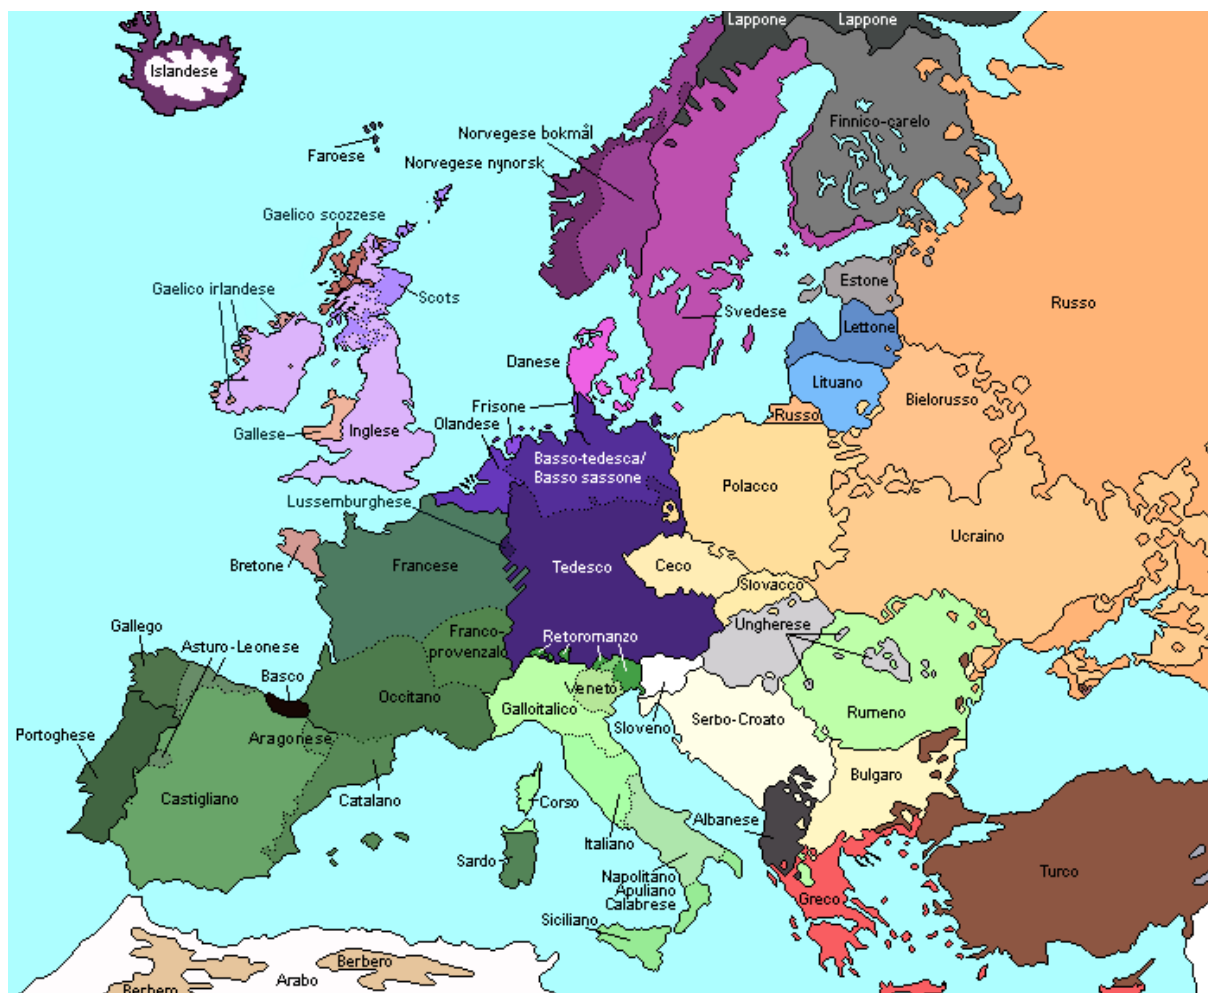 Lappone
Lappone
Islandese
Finnico-carelo
Norvegese bokmål
Faroese
Norvegese nynorsk
Gaelico scozzese
Estone
Gaelico irlandese
Scots
Russo
Svedese
Lettone
Danese
Lituano
Bielorusso
Frisone
Russo
Olandese
Gallese
Inglese
Basso-tedesca/
Basso sassone
Polacco
Lussemburghese
Ucraino
Bretone
Francese
Tedesco
Ceco
Slovacco
Gallego
Asturo-Leonese
Franco-
provenzale
Retoromanzo
Ungherese
Basco
Occitano
Veneto
Galloitalico
Sloveno
Serbo-Croato
Rumeno
Portoghese
Aragonese
Bulgaro
Castigliano
Catalano
Corso
Albanese
Italiano
Sardo
Napolitano
Apuliano
Calabrese
Turco
Greco
Siciliano
Berbero
Arabo
Berbero